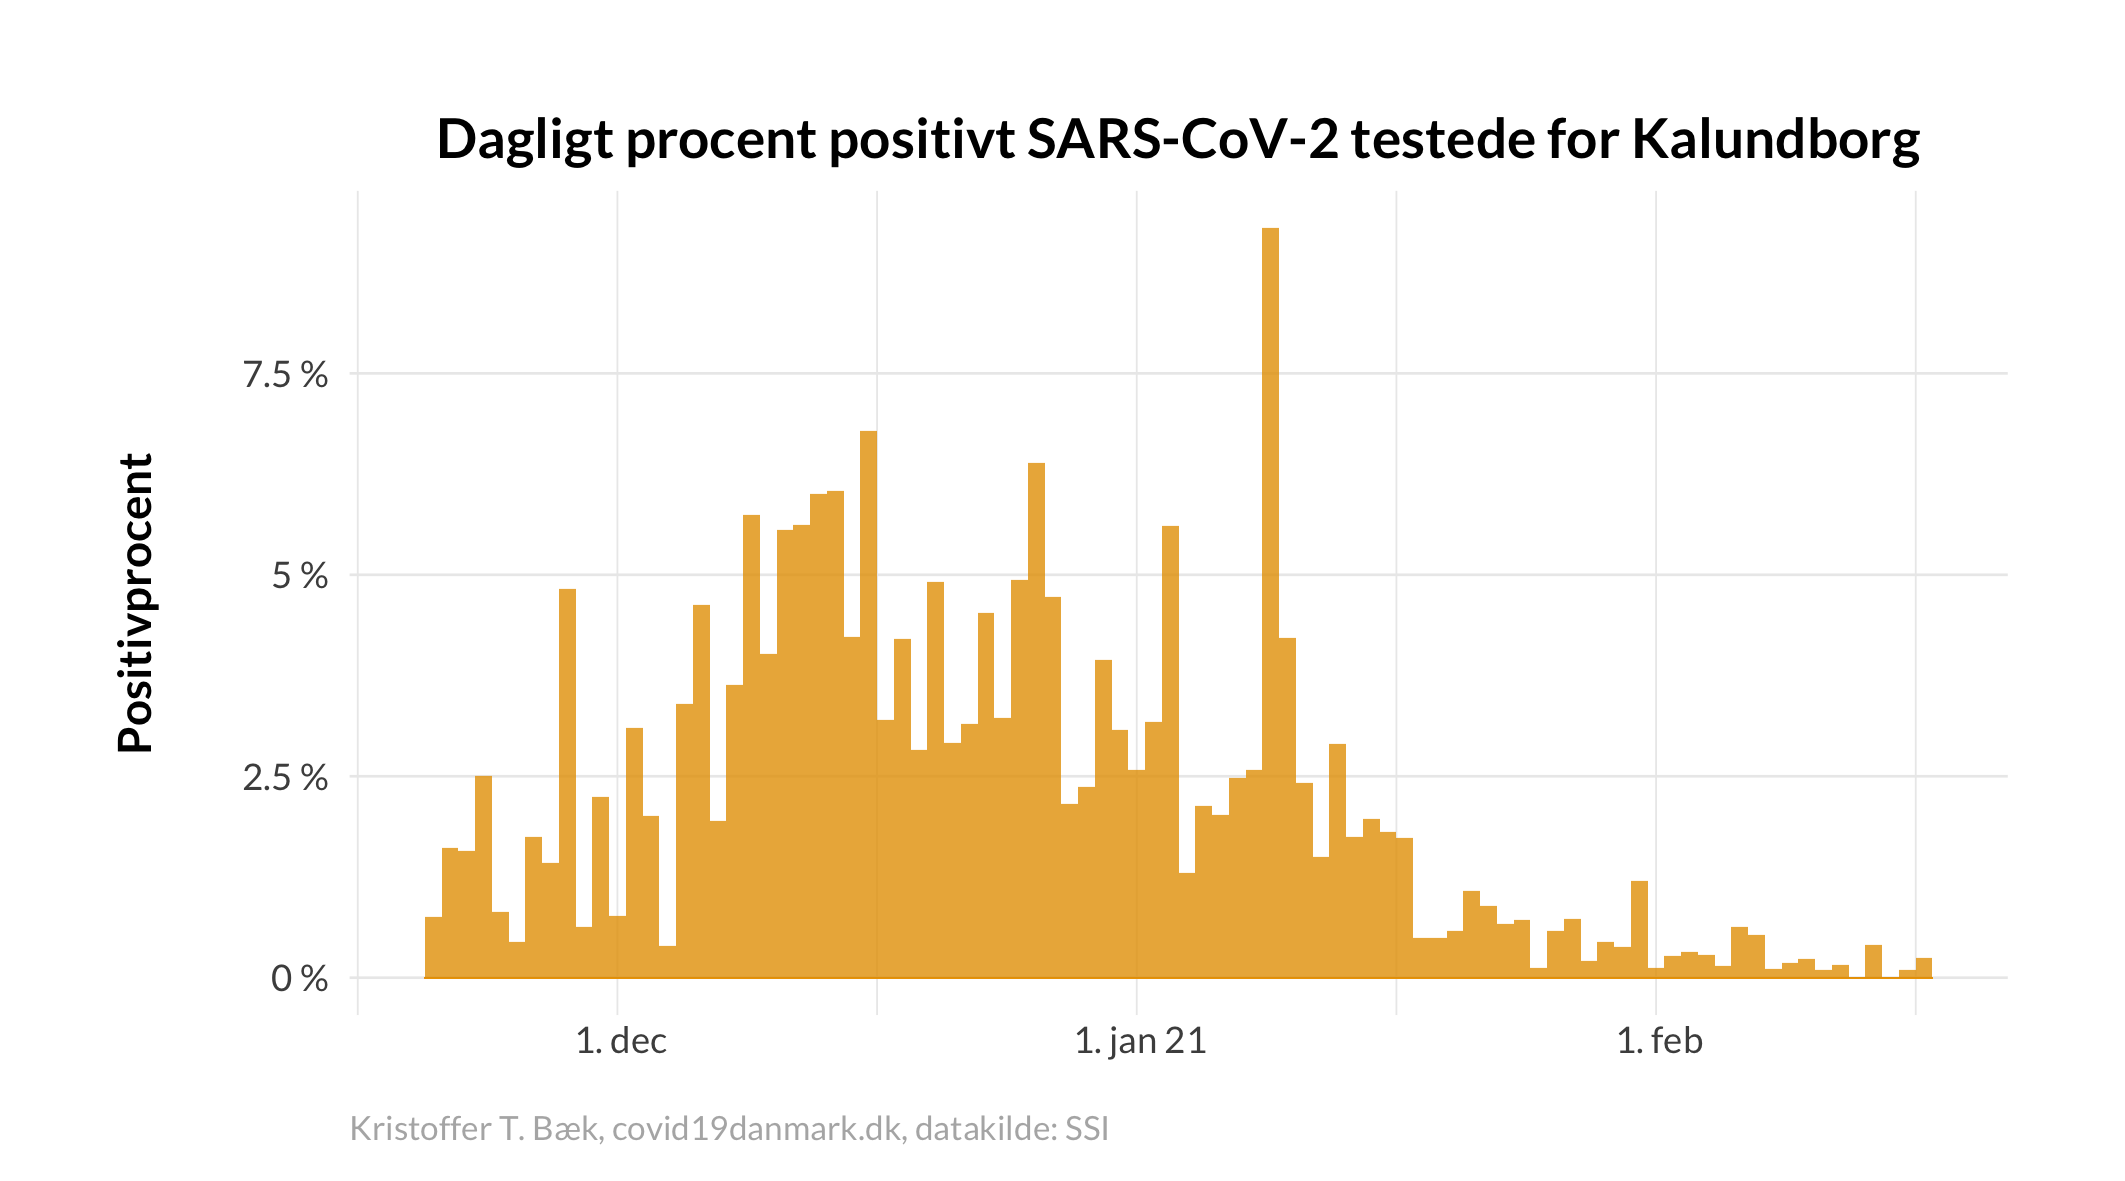 Dagligt procent positivt SARS-CoV-2 testede for Kalundborg
Positivprocent
7.5 %
5 %
2.5 %
0 %
1. dec
1. jan 21
1. feb
Kristoffer T. Bæk, covid19danmark.dk, datakilde: SSI